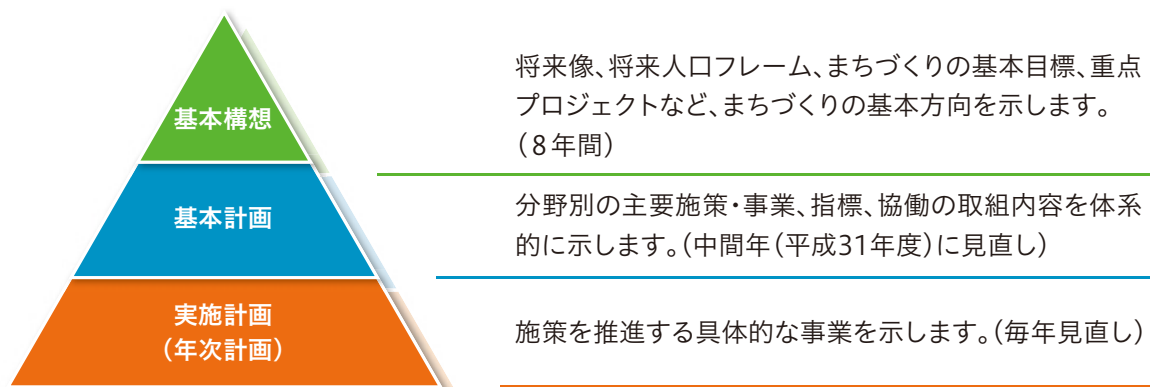 基本構想
将来像、将来人口フレーム、まちづくりの基本目標、重点
プロジェクトなど、まちづくりの基本方向を示します。
（８年間）
基本計画
分野別の主要施策・事業、指標、協働の取組内容を体系
的に示します。（中間年（平成31年度）に見直し）
実施計画
（年次計画）
施策を推進する具体的な事業を示します。（毎年見直し）